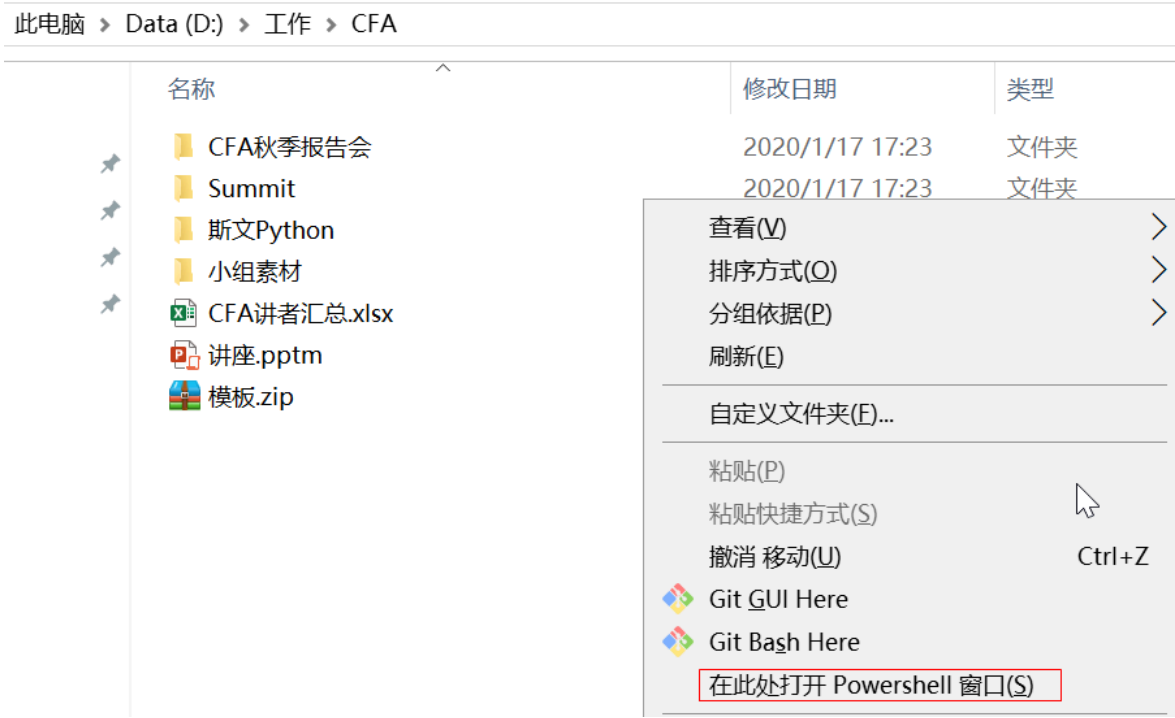 此电脑 > Data (D:) > 工作 > CFA
名称 修改日期 类型
CFA秋季报告会 2020/1/17 17:23 文件夹
Summit 2020/1/17 17:23 文件夹
斯文Python
小组素材
CFA讲者汇总.xlsx
讲座.pptm
模板.zip
查看(V)
排序方式(O)
分组依据(P)
刷新(E)
自定义文件夹(F)...
粘贴(P)
粘贴快捷方式(S)
撤消 移动(U) Ctrl+Z
Git GUI Here
Git Bash Here
在此处打开 Powershell 窗口(S)